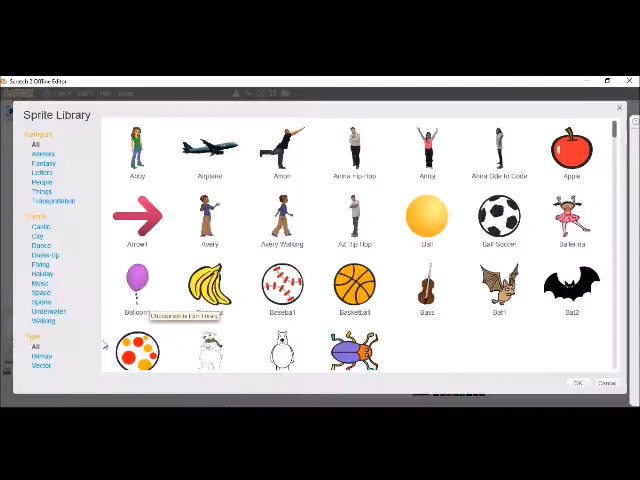 Scratch 2 Offline Editor
Sprite Library
Category
All
Animals
Fantasy
Letters
People
Things
Transportation
Theme
Castle
City
Dance
Dress-Up
Flying
Holiday
Music
Space
Sports
Underwater
Walking
Type
All
Bitmap
Vector
Abby
Airplane
Amon
Anina Hip-Hop
Anna
Anina Ode to Code
Apple
Arrow1
Avery
Avery Walking
AZ Hip Hop
Ball
Ball-Soccer
Ballerina
Balloon1
Baseball
Basketball
Bass
Bat1
Bat2
Choose sprite from library
OK
Cancel